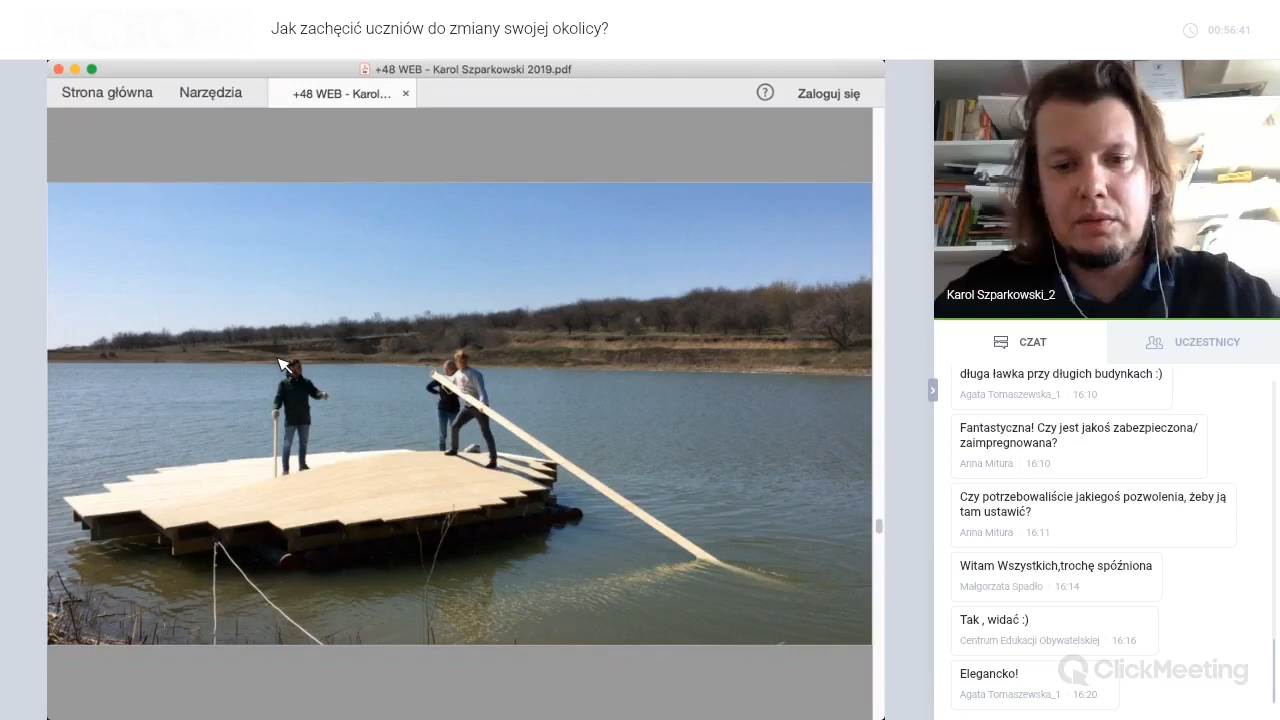 Jak zachęcić uczniów do zmiany swojej okolicy?
00:56:41
+48 WEB - Karol Szparkowski 2019.pdf
Strona główna
Narzędzia
+48 WEB - Karol...
Zaloguj się
Karol Szparkowski_2
CZAT
UCZESTNICY
długa ławka przy długich budynkach :)
Agata Tomaszewska_1 16:10
Fantastyczna! Czy jest jakoś zabezpieczona/
zaimpregnowana?
Anna Mitura 16:10
Czy potrzebowaliście jakiegoś pozwolenia, żeby ją
tam ustawić?
Anna Mitura 16:11
Witam Wszystkich,trochę spóźniona
Małgorzata Spadło 16:14
Tak , widać :)
Centrum Edukacji Obywatelskiej 16:16
Elegancko!
Agata Tomaszewska_1 16:20
ClickMeeting